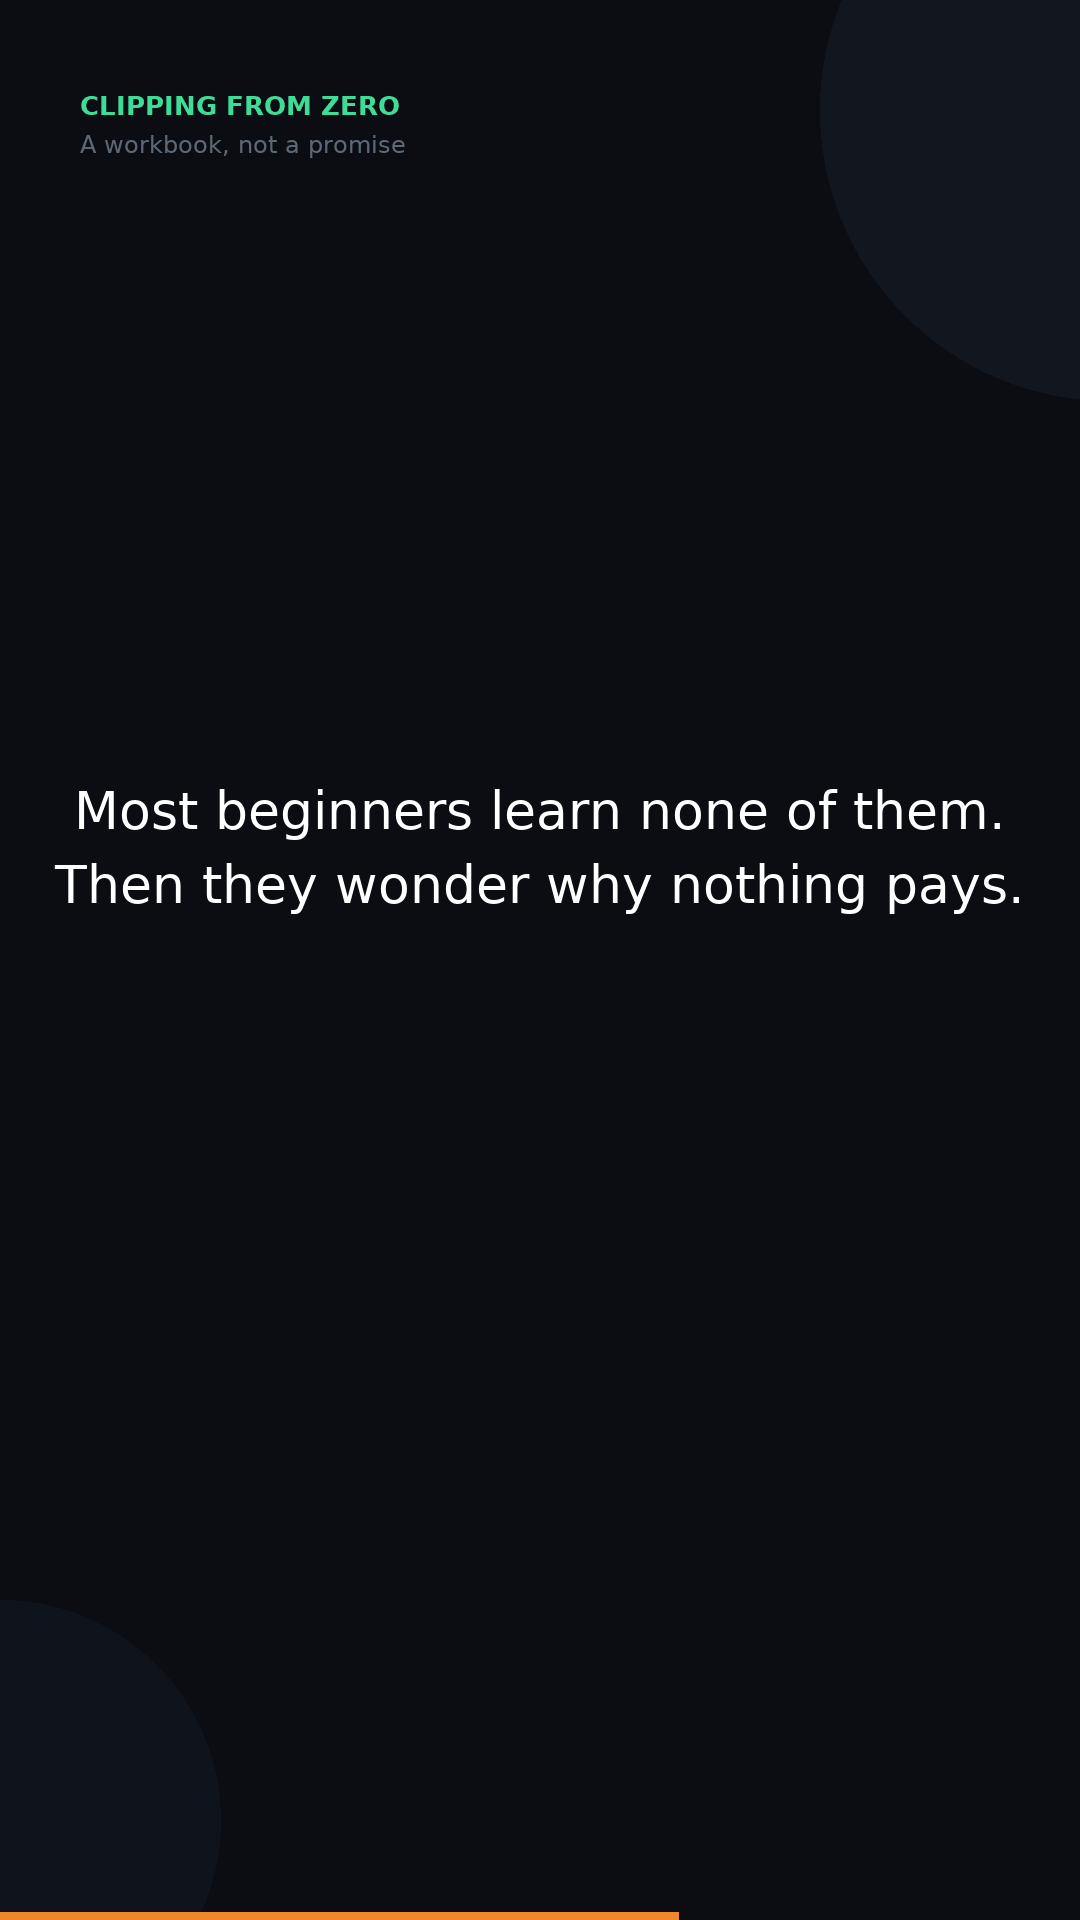 CLIPPING FROM ZERO
A workbook, not a promise
Most beginners learn none of them.
Then they wonder why nothing pays.